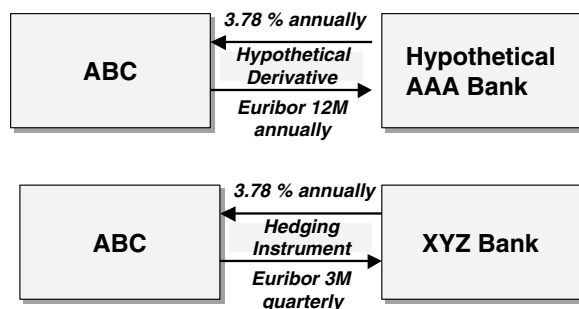 3.78 % annually
ABC
Hypothetical
Derivative
Hypothetical
AAA Bank
Euribor 12M
annually
3.78 % annually
ABC
Hedging
Instrument
XYZ Bank
Euribor 3M
quarterly